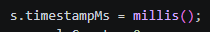 s.timestampMs = millis();